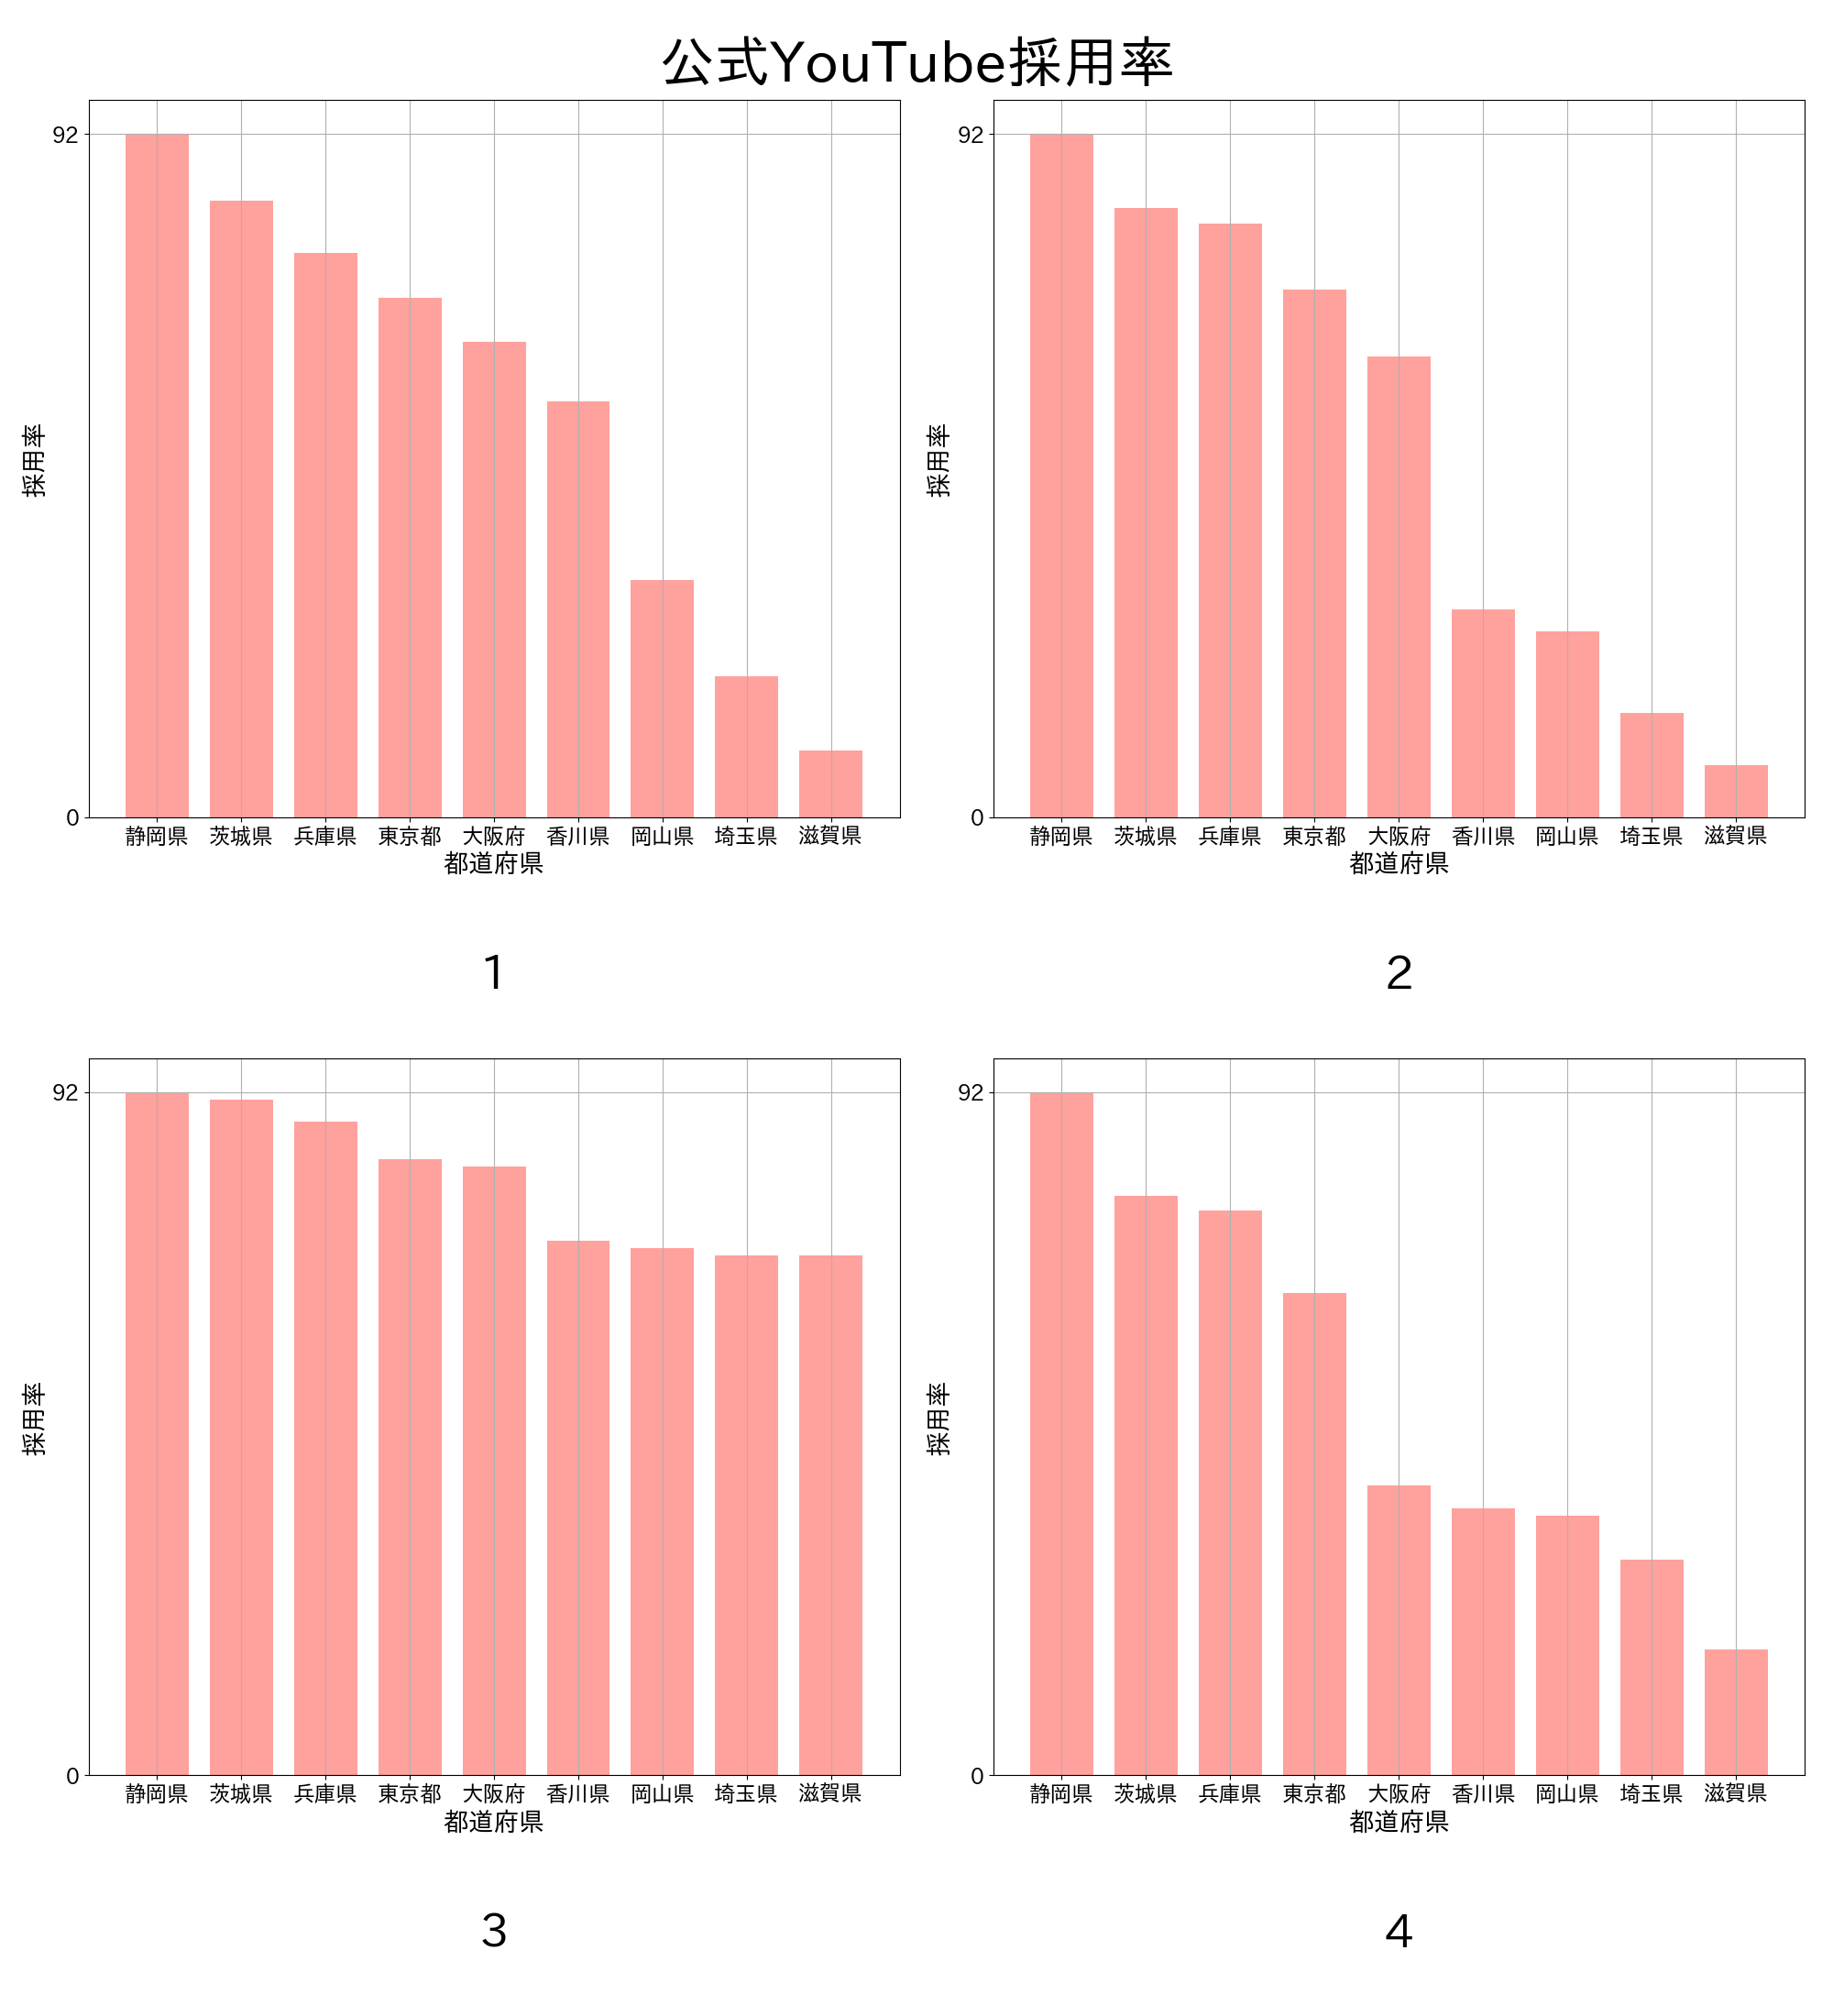 公式YouTube採用率
92
0
採用率
静岡県 茨城県 兵庫県 東京都 大阪府 香川県 岡山県 埼玉県 滋賀県
都道府県
1
92
0
採用率
静岡県 茨城県 兵庫県 東京都 大阪府 香川県 岡山県 埼玉県 滋賀県
都道府県
2
92
0
採用率
静岡県 茨城県 兵庫県 東京都 大阪府 香川県 岡山県 埼玉県 滋賀県
都道府県
3
92
0
採用率
静岡県 茨城県 兵庫県 東京都 大阪府 香川県 岡山県 埼玉県 滋賀県
都道府県
4